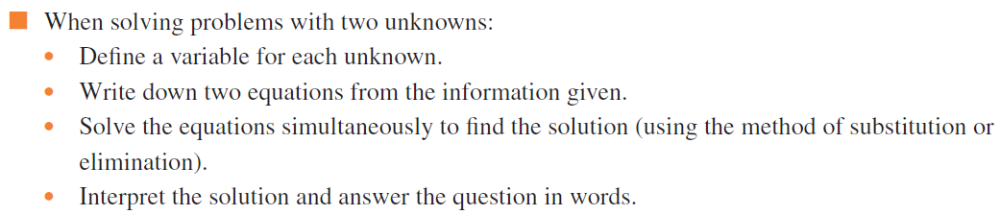 ■ When solving problems with two unknowns:
• Define a variable for each unknown.
• Write down two equations from the information given.
• Solve the equations simultaneously to find the solution (using the method of substitution or
elimination).
• Interpret the solution and answer the question in words.